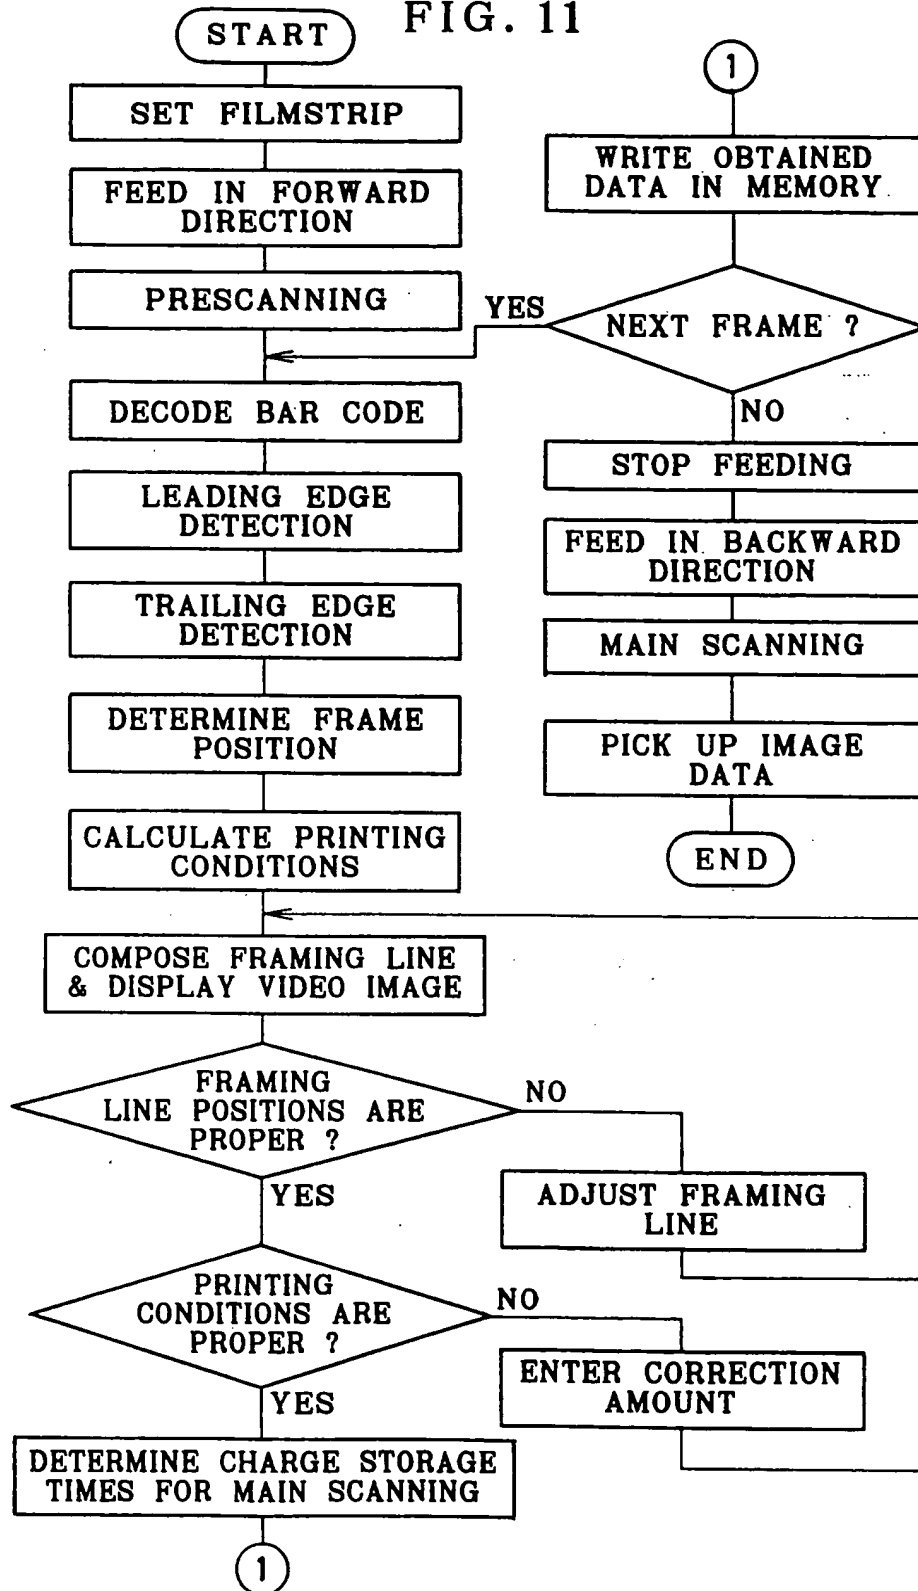 FIG. 11
START
SET FILMSTRIP
FEED IN FORWARD
DIRECTION
PRESCANNING
DECODE BAR CODE
LEADING EDGE
DETECTION
TRAILING EDGE
DETECTION
DETERMINE FRAME
POSITION
CALCULATE PRINTING
CONDITIONS
COMPOSE FRAMING LINE
& DISPLAY VIDEO IMAGE
FRAMING
LINE POSITIONS ARE
PROPER ?
NO
YES
ADJUST FRAMING
LINE
PRINTING
CONDITIONS ARE
PROPER ?
NO
YES
ENTER CORRECTION
AMOUNT
DETERMINE CHARGE STORAGE
TIMES FOR MAIN SCANNING
1
1
WRITE OBTAINED
DATA IN MEMORY
YES
NEXT FRAME ?
NO
STOP FEEDING
FEED IN BACKWARD
DIRECTION
MAIN SCANNING
PICK UP IMAGE
DATA
END